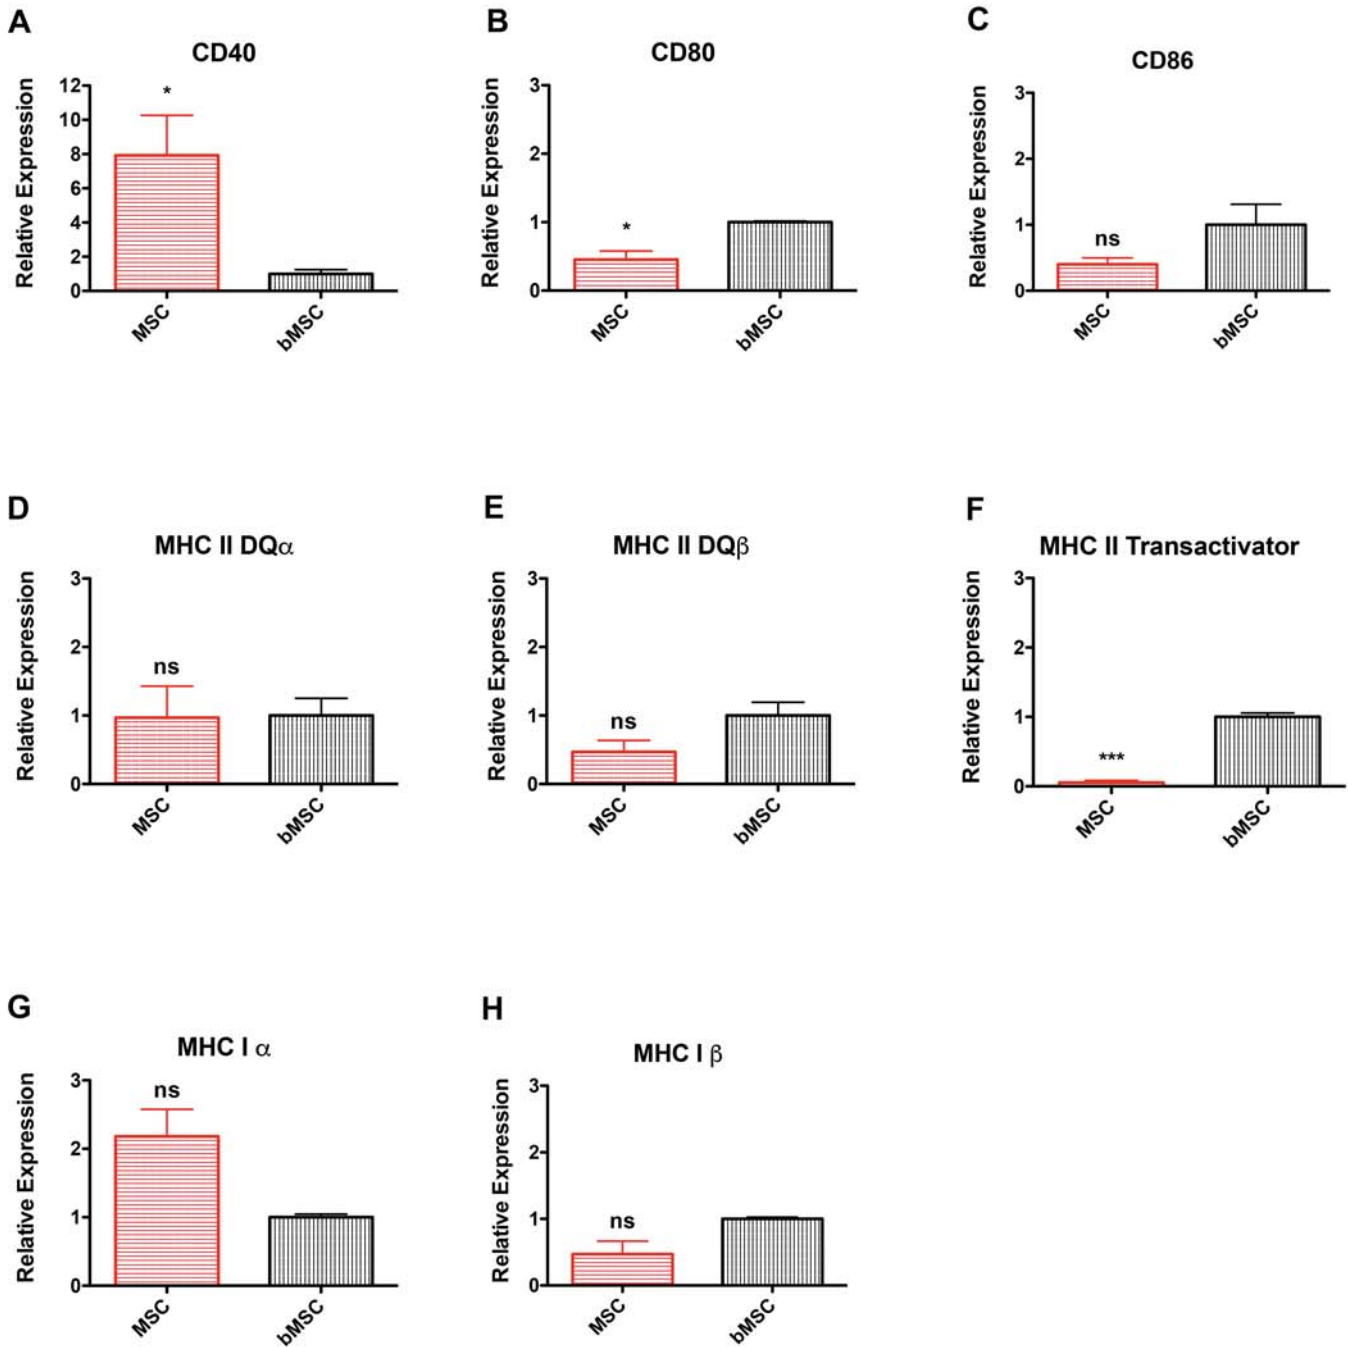 A
CD40
Relative Expression
12
10
8
6
4
2
0
*
MSC
bMSC
B
CD80
Relative Expression
3
2
1
0
*
MSC
bMSC
C
CD86
Relative Expression
3
2
1
0
ns
MSC
bMSC
D
MHC II DQα
Relative Expression
3
2
1
0
ns
MSC
bMSC
E
MHC II DQβ
Relative Expression
3
2
1
0
ns
MSC
bMSC
F
MHC II Transactivator
Relative Expression
3
2
1
0
***
MSC
bMSC
G
MHC I α
Relative Expression
3
2
1
0
ns
MSC
bMSC
H
MHC I β
Relative Expression
3
2
1
0
ns
MSC
bMSC